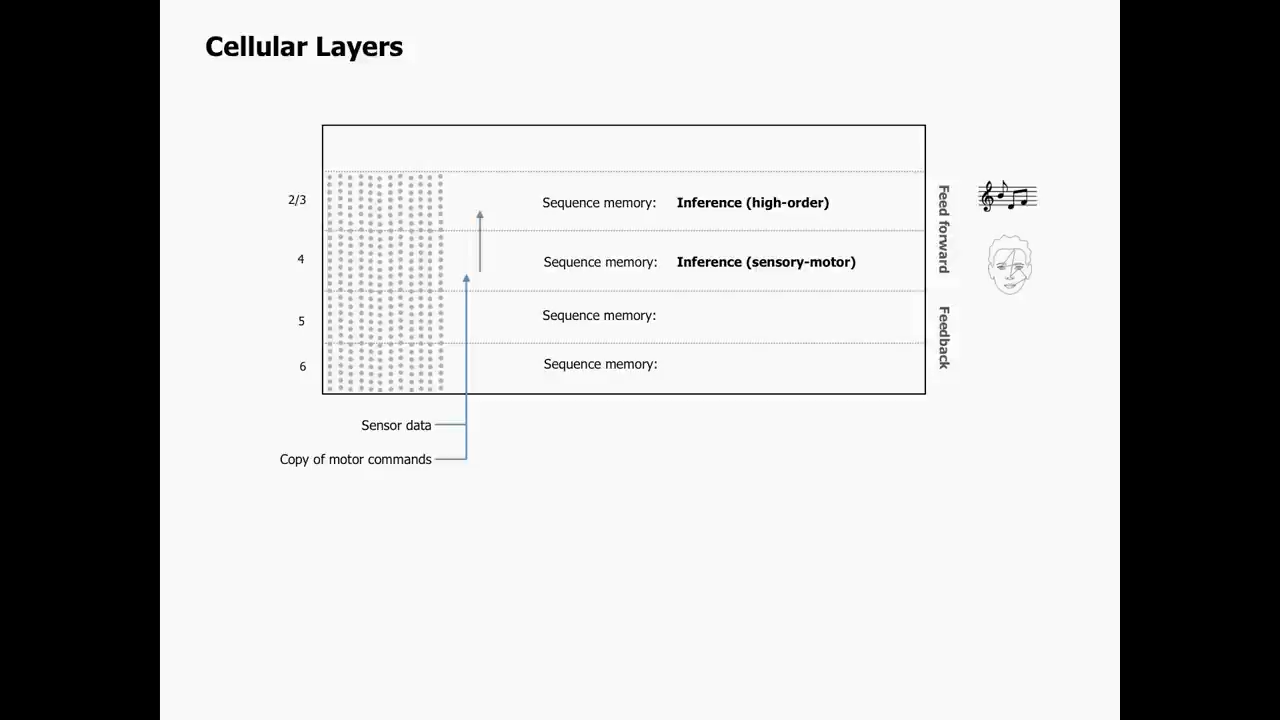 Cellular Layers
2/3
Sequence memory: Inference (high-order)
4
Sequence memory: Inference (sensory-motor)
5
Sequence memory:
6
Sequence memory:
Feed forward
Feedback
Sensor data
Copy of motor commands